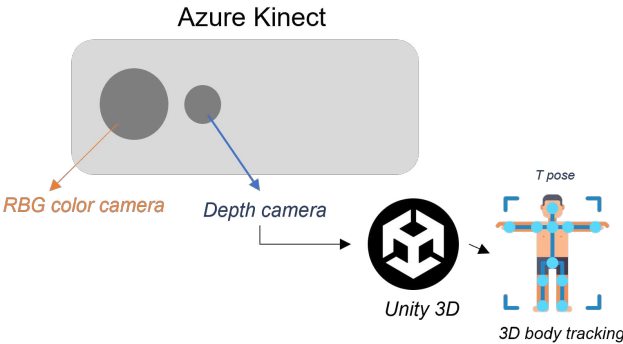 Azure Kinect
RBG color camera
Depth camera
T pose
Unity 3D
3D body tracking